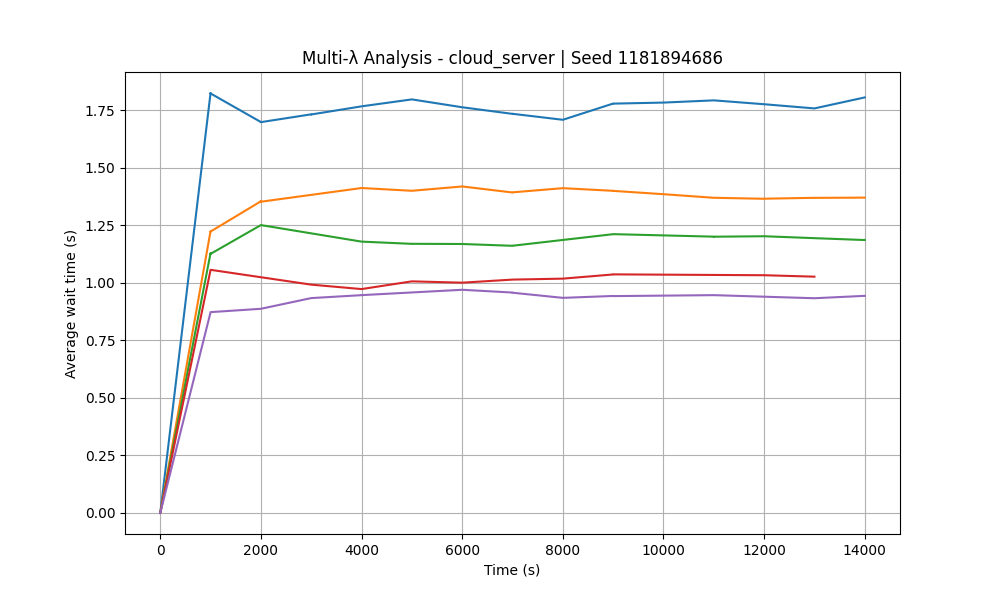 Multi-λ Analysis - cloud_server | Seed 1181894686
Average wait time (s)
1.75
1.50
1.25
1.00
0.75
0.50
0.25
0.00
0 2000 4000 6000 8000 10000 12000 14000
Time (s)